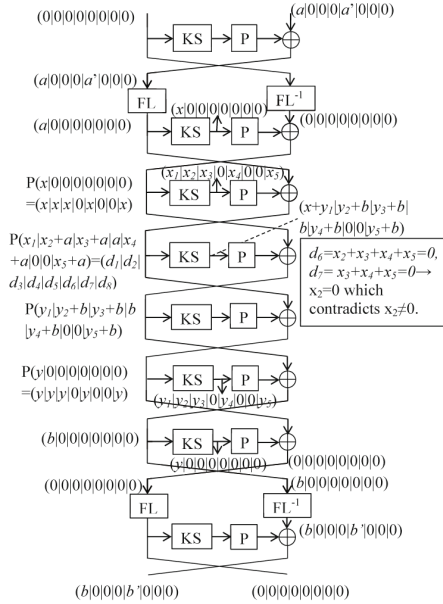 (0|0|0|0|0|0|0|0)
(a|0|0|0|a'|0|0|0)
KS
P
(a|0|0|0|a'|0|0|0)
FL
FL-1
(x|0|0|0|0|0|0|0)
(a|0|0|0|0|0|0|0)
KS
P
(0|0|0|0|0|0|0|0)
P(x|0|0|0|0|0|0|0)
=(x|x|x|0|x|0|0|x)
(x1|x2|x3|0|x4|0|0|x5)
KS
P
(x+y1|y2+b|y3+b|
b|y4+b|0|0|y5+b)
P(x1|x2+a|x3+a|a|x4
+a|0|0|x5+a)=(d1|d2|
d3|d4|d5|d6|d7|d8)
KS
P
d6=x2+x3+x4+x5=0,
d7= x3+x4+x5=0→
x2=0 which
contradicts x2≠0.
P(y1|y2+b|y3+b|b
|y4+b|0|0|y5+b)
KS
P
P(y|0|0|0|0|0|0|0)
=(y|y|y|0|y|0|0|y)
KS
P
(y1|y2|y3|0|y4|0|0|y5)
(b|0|0|0|0|0|0|0)
KS
P
(y|0|0|0|0|0|0|0)
(0|0|0|0|0|0|0|0)
(0|0|0|0|0|0|0|0)
(b|0|0|0|0|0|0|0)
FL
FL-1
KS
P
(b|0|0|0|b'|0|0|0)
(b|0|0|0|b'|0|0|0)
(0|0|0|0|0|0|0|0)